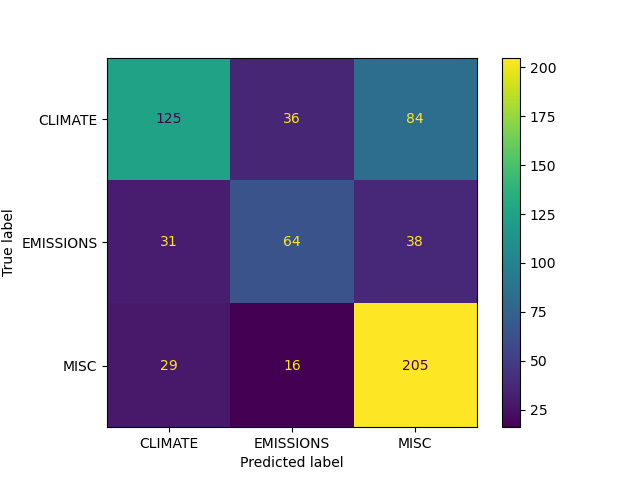 CLIMATE 125 36 84
EMISSIONS 31 64 38
MISC 29 16 205
CLIMATE EMISSIONS MISC
Predicted label
True label
200
175
150
125
100
75
50
25